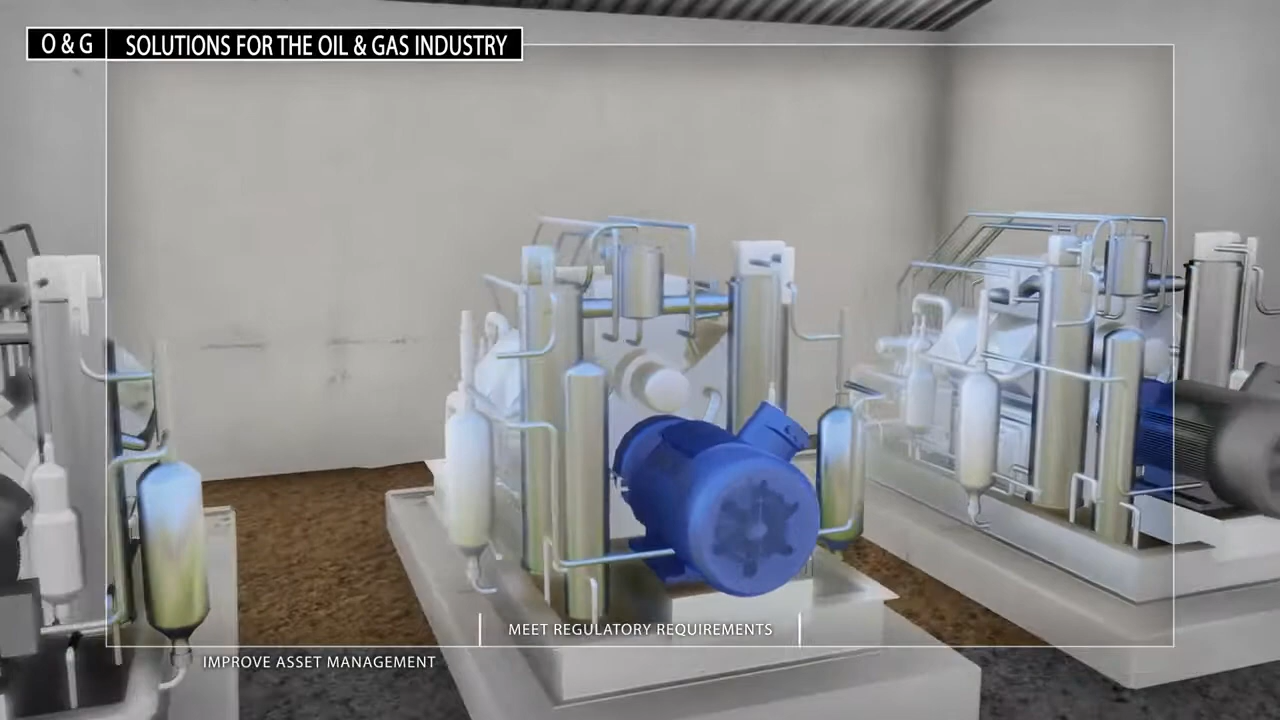 O & G
SOLUTIONS FOR THE OIL & GAS INDUSTRY
MEET REGULATORY REQUIREMENTS
IMPROVE ASSET MANAGEMENT